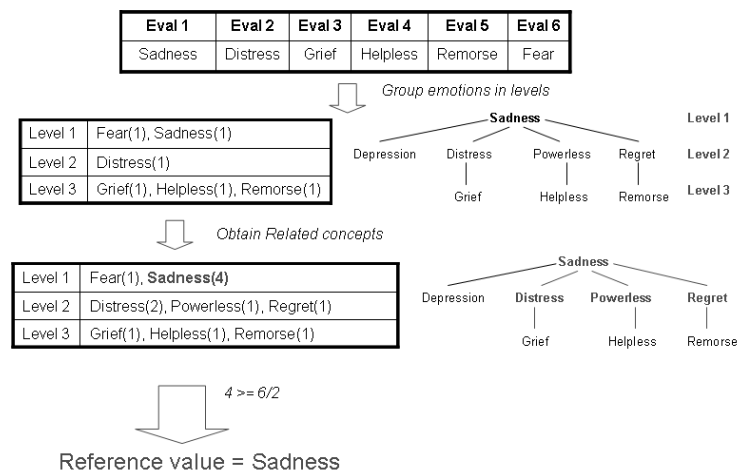 Eval 1 Eval 2 Eval 3 Eval 4 Eval 5 Eval 6
Sadness Distress Grief Helpless Remorse Fear
Group emotions in levels
Level 1 Fear(1), Sadness(1)
Level 2 Distress(1)
Level 3 Grief(1), Helpless(1), Remorse(1)
Sadness Level 1
Depression Distress Powerless Regret Level 2
Grief Helpless Remorse Level 3
Obtain Related concepts
Level 1 Fear(1), Sadness(4)
Level 2 Distress(2), Powerless(1), Regret(1)
Level 3 Grief(1), Helpless(1), Remorse(1)
Sadness
Depression Distress Powerless Regret
Grief Helpless Remorse
4 >= 6/2
Reference value = Sadness